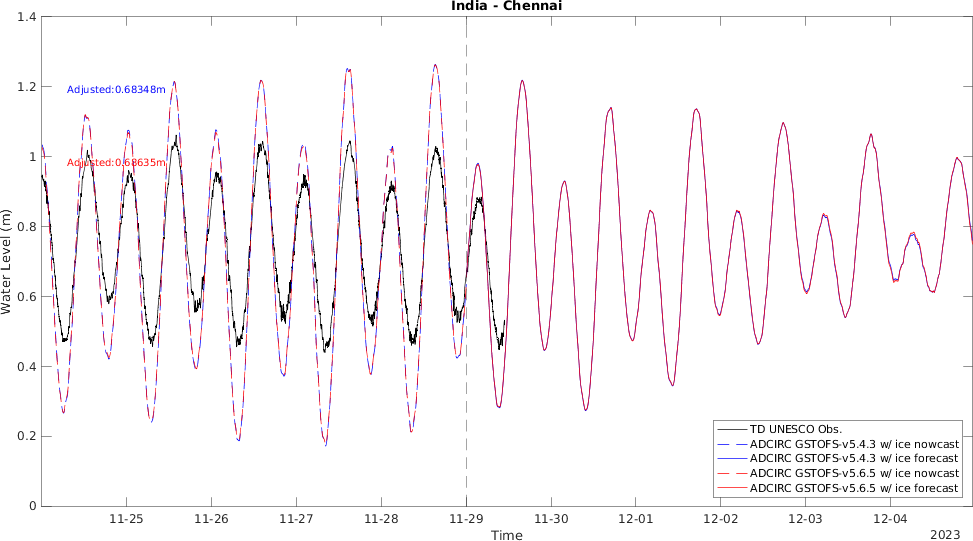 India - Chennai
1.4
1.2
1
0.8
0.6
0.4
0.2
0
Water Level (m)
Adjusted:0.68348m
Adjusted:0.68635m
TD UNESCO Obs.
ADCIRC GSTOFS-v5.4.3 w/ ice nowcast
ADCIRC GSTOFS-v5.4.3 w/ ice forecast
ADCIRC GSTOFS-v5.6.5 w/ ice nowcast
ADCIRC GSTOFS-v5.6.5 w/ ice forecast
11-25 11-26 11-27 11-28 11-29 11-30 12-01 12-02 12-03 12-04
Time
2023